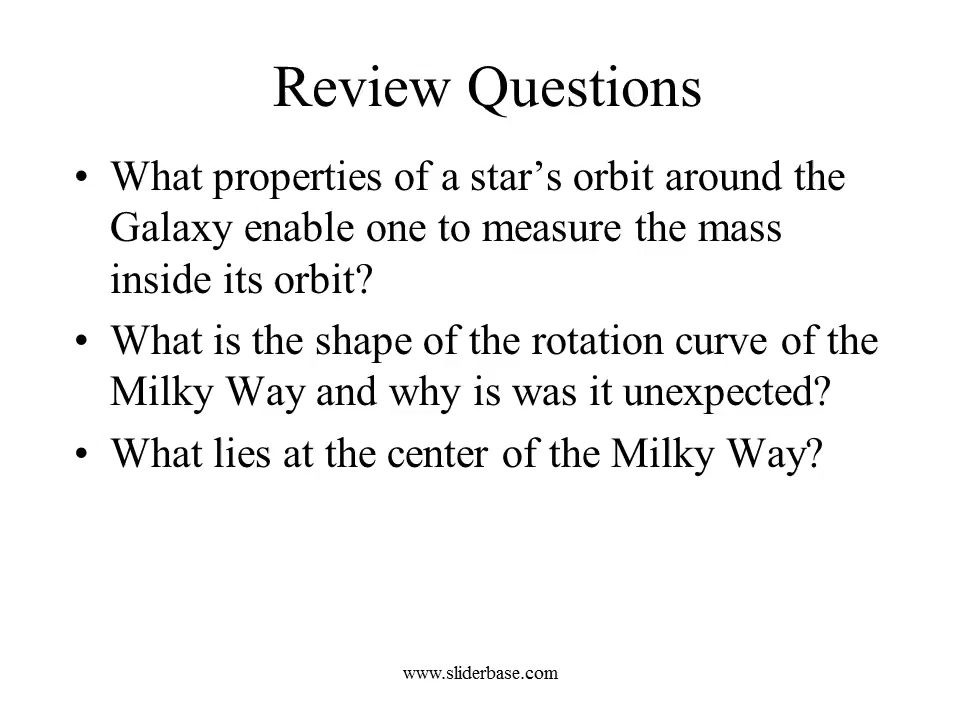 Review Questions
• What properties of a star’s orbit around the
Galaxy enable one to measure the mass
inside its orbit?
• What is the shape of the rotation curve of the
Milky Way and why is was it unexpected?
• What lies at the center of the Milky Way?
www.sliderbase.com